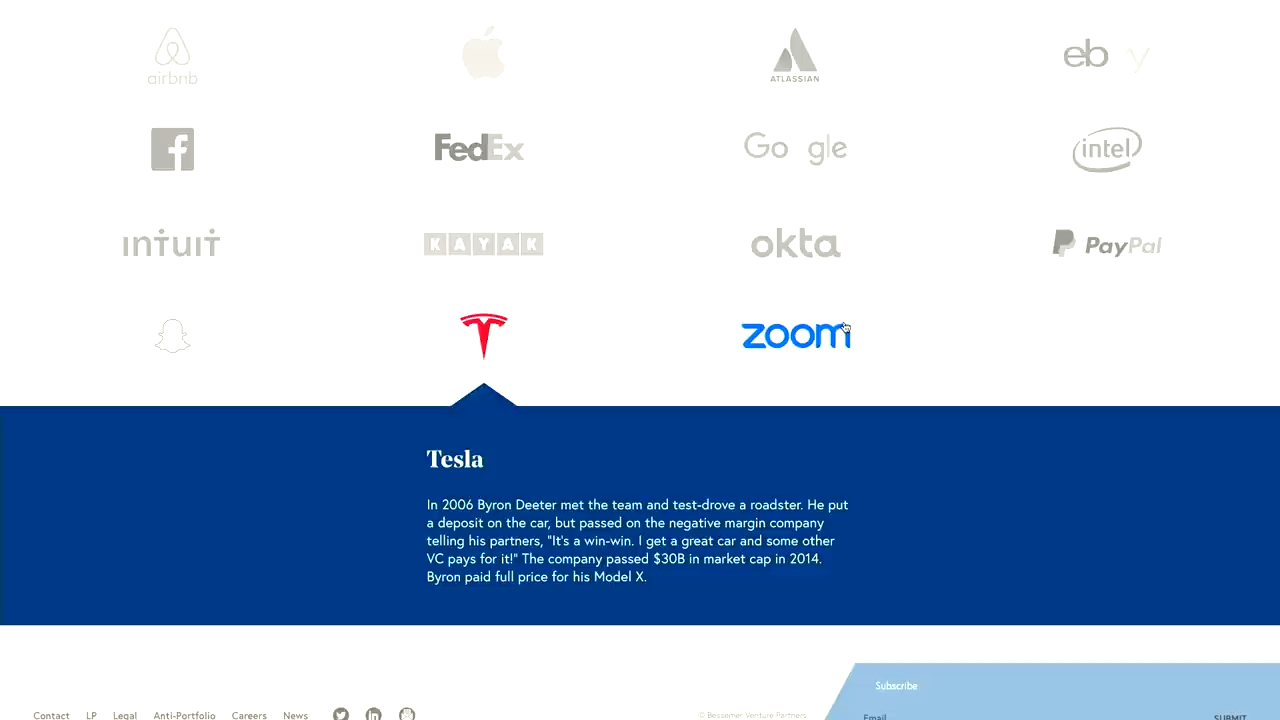 airbnb
ATLASSIAN
eb y
FedEx
Go gle
intel
intuit
KAYAK
okta
PayPal
zoom
Tesla
In 2006 Byron Deeter met the team and test-drove a roadster. He put
a deposit on the car, but passed on the negative margin company
telling his partners, "It's a win-win. I get a great car and some other
VC pays for it!" The company passed $30B in market cap in 2014.
Byron paid full price for his Model X.
Subscribe
Contact LP Legal Anti-Portfolio Careers News
© Bessemer Venture Partners
Email
SUBMIT